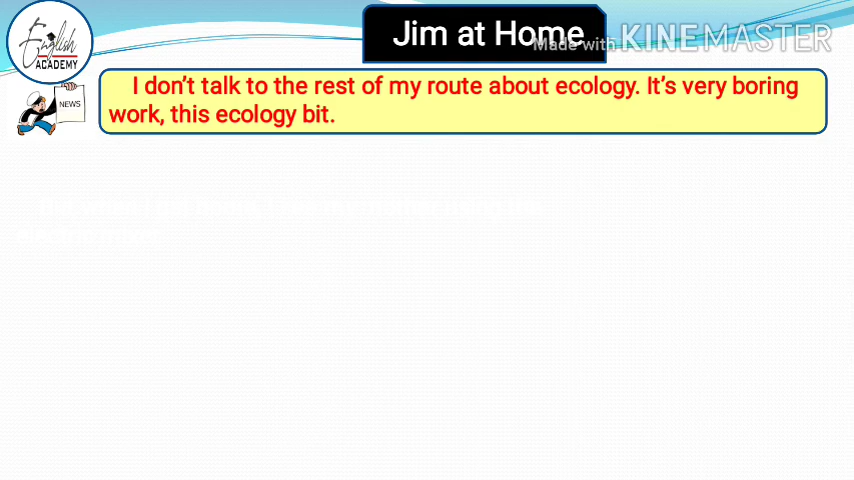 English
ACADEMY
Jim at Home
Made with KINEMASTER
NEWS
I don't talk to the rest of my route about ecology. It's very boring
work, this ecology bit.